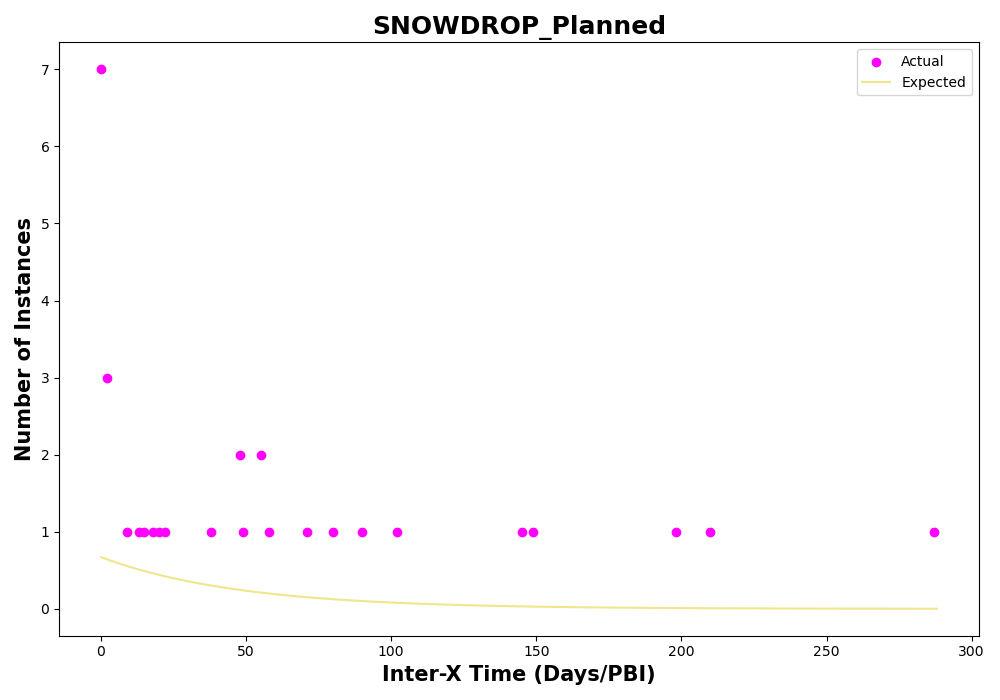 SNOWDROP_Planned
Actual
Expected
7
6
5
4
3
2
1
0
Number of Instances
0 50 100 150 200 250 300
Inter-X Time (Days/PBI)